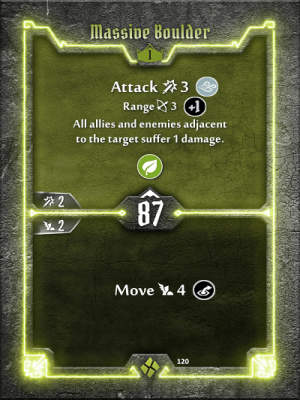 Massive Boulder
1
Attack 3
Range 3 +1
All allies and enemies adjacent
to the target suffer 1 damage.
2
87
2
Move 4
120